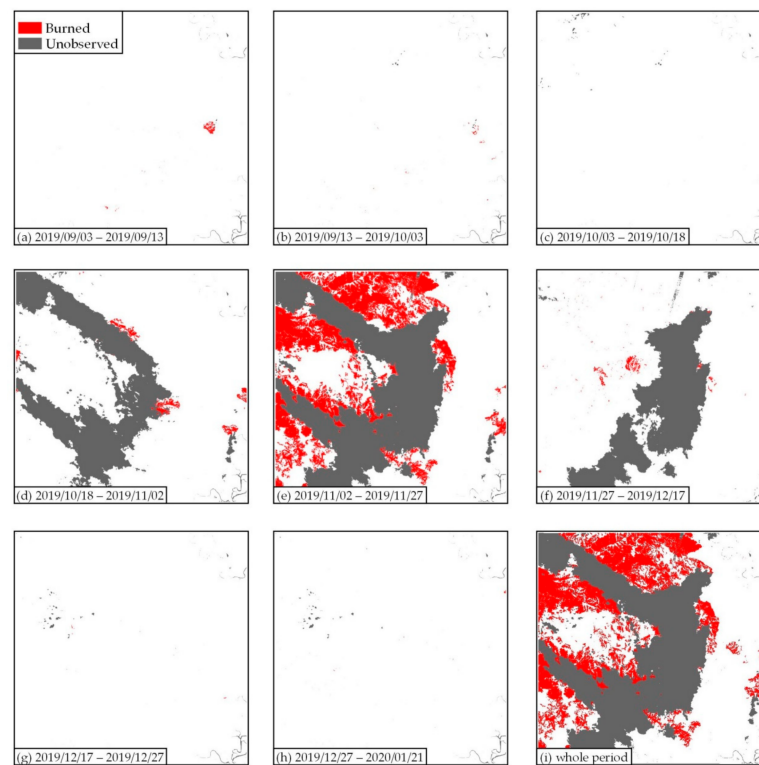 Burned
Unobserved
(a) 2019/09/03 – 2019/09/13
(b) 2019/09/13 – 2019/10/03
(c) 2019/10/03 – 2019/10/18
(d) 2019/10/18 – 2019/11/02
(e) 2019/11/02 – 2019/11/27
(f) 2019/11/27 – 2019/12/17
(g) 2019/12/17 – 2019/12/27
(h) 2019/12/27 – 2020/01/21
(i) whole period